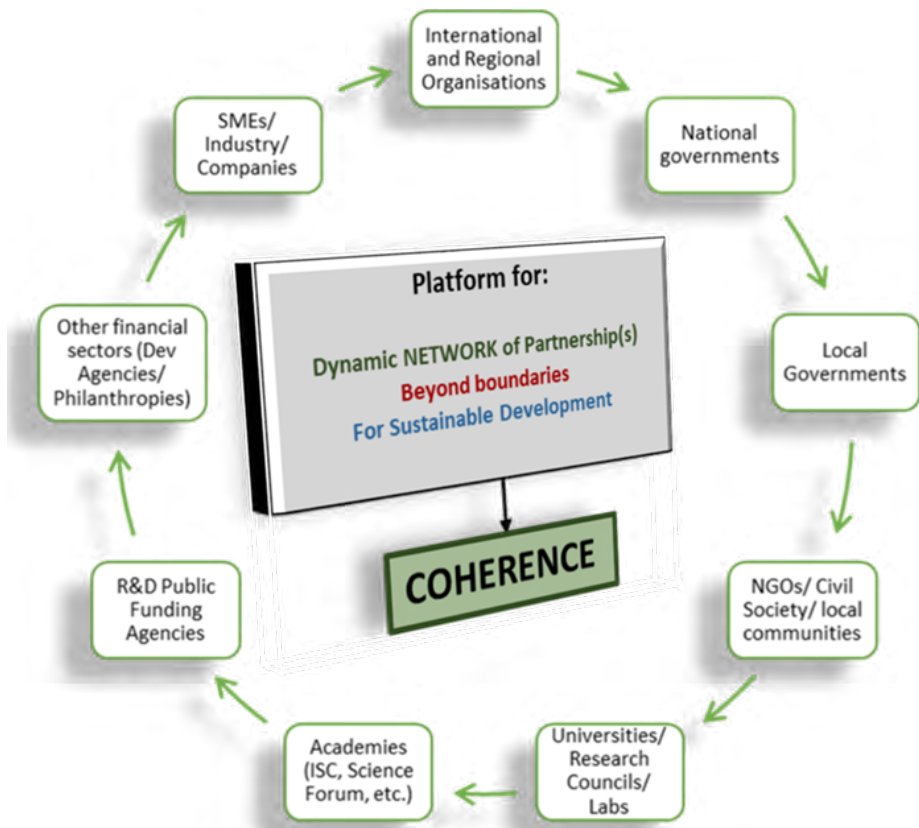 International
and Regional
Organisations
National
governments
Local
Governments
NGOs/ Civil
Society/ local
communities
Universities/
Research
Councils/
Labs
Academies
(ISC, Science
Forum, etc.)
R&D Public
Funding
Agencies
Other financial
sectors (Dev
Agencies/
Philanthropies)
SMEs/
Industry/
Companies
Platform for:
Dynamic NETWORK of Partnership(s)
Beyond boundaries
For Sustainable Development
COHERENCE